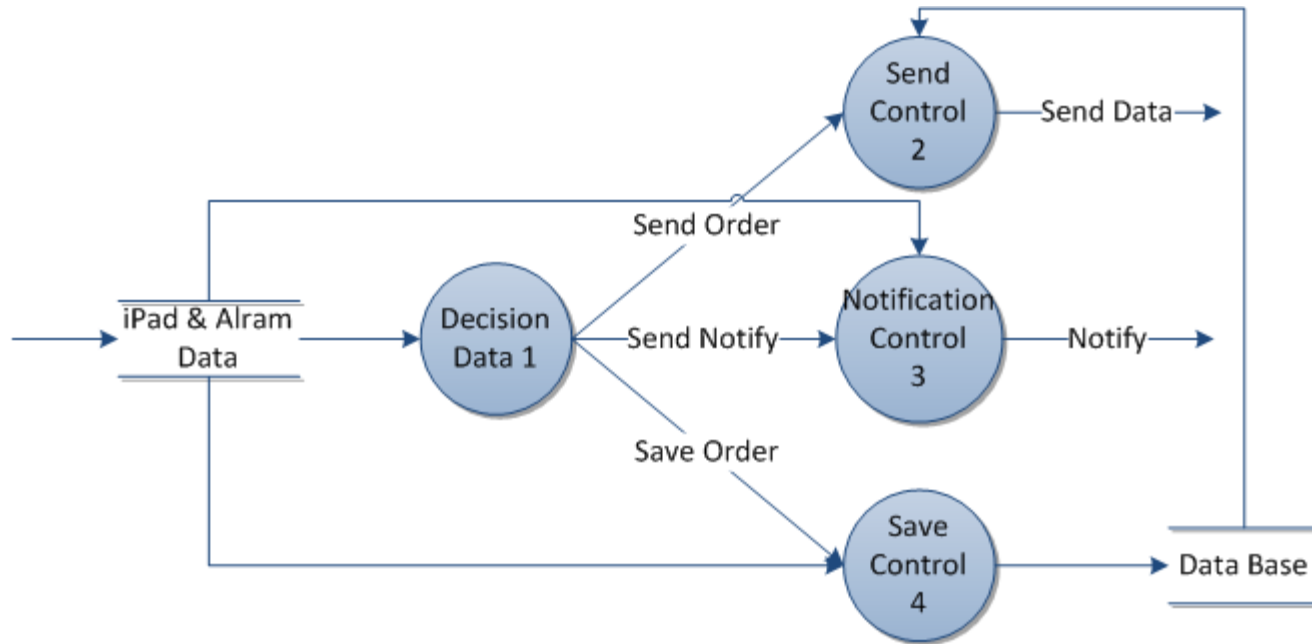 Send
Control
2
Send Data
Send Order
iPad & Alram
Data
Decision
Data 1
Send Notify
Notification
Control
3
Notify
Save Order
Save
Control
4
Data Base